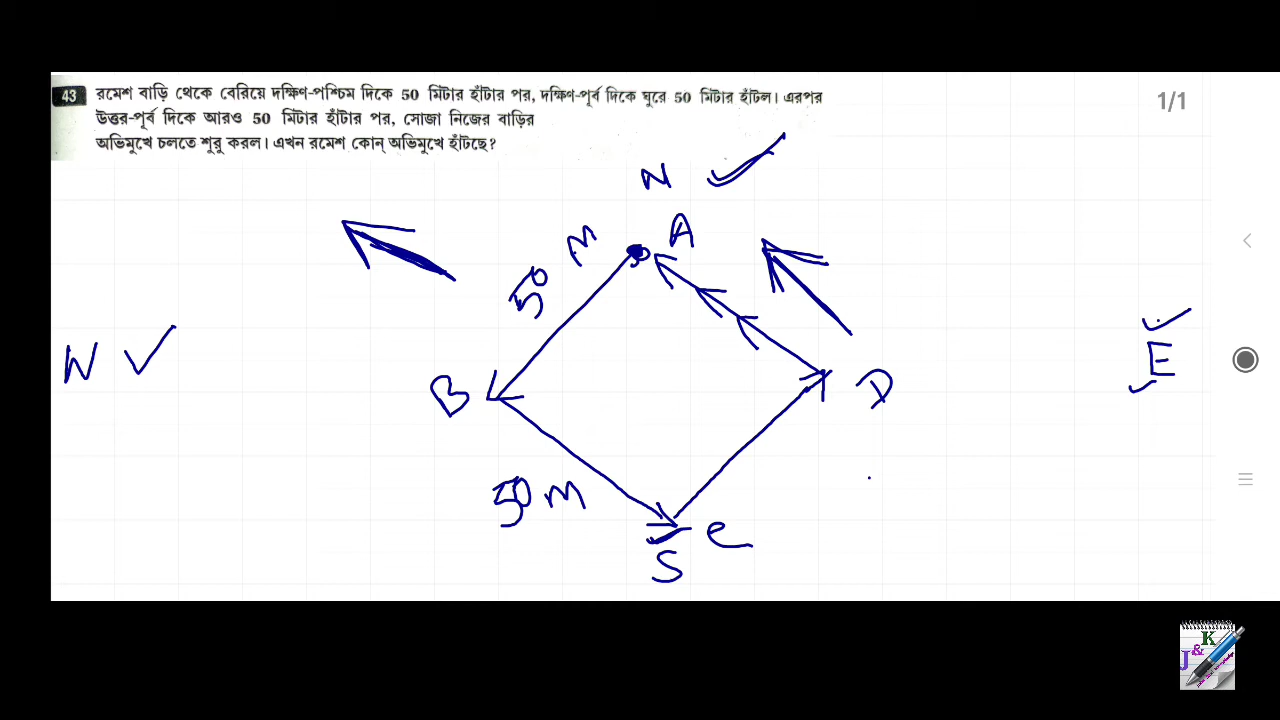 43 রমেশ বাড়ি থেকে বেরিয়ে দক্ষিণ-পশ্চিম দিকে 50 মিটার হাঁটার পর, দক্ষিণ-পূর্ব দিকে ঘুরে 50 মিটার হাঁটল। এরপর
উত্তর-পূর্ব দিকে আরও 50 মিটার হাঁটার পর, সোজা নিজের বাড়ির
অভিমুখে চলতে শুরু করল। এখন রমেশ কোন্ অভিমুখে হাঁটছে?
1/1
N
A
50 M
W
E
B
D
50 M
C
S
J&K